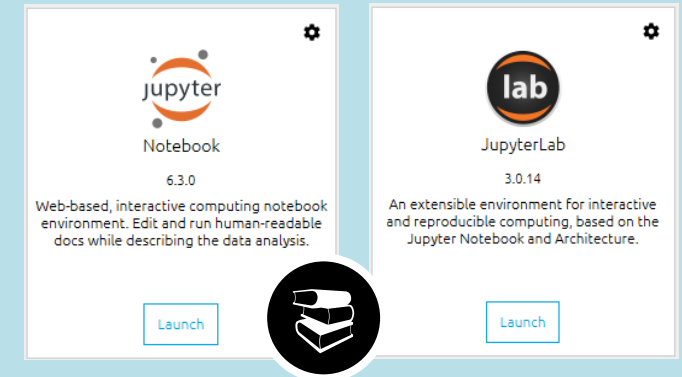 jupyter
Notebook
6.3.0
Web-based, interactive computing notebook
environment. Edit and run human-readable
docs while describing the data analysis.
Launch
lab
JupyterLab
3.0.14
An extensible environment for interactive
and reproducible computing, based on the
Jupyter Notebook and Architecture.
Launch